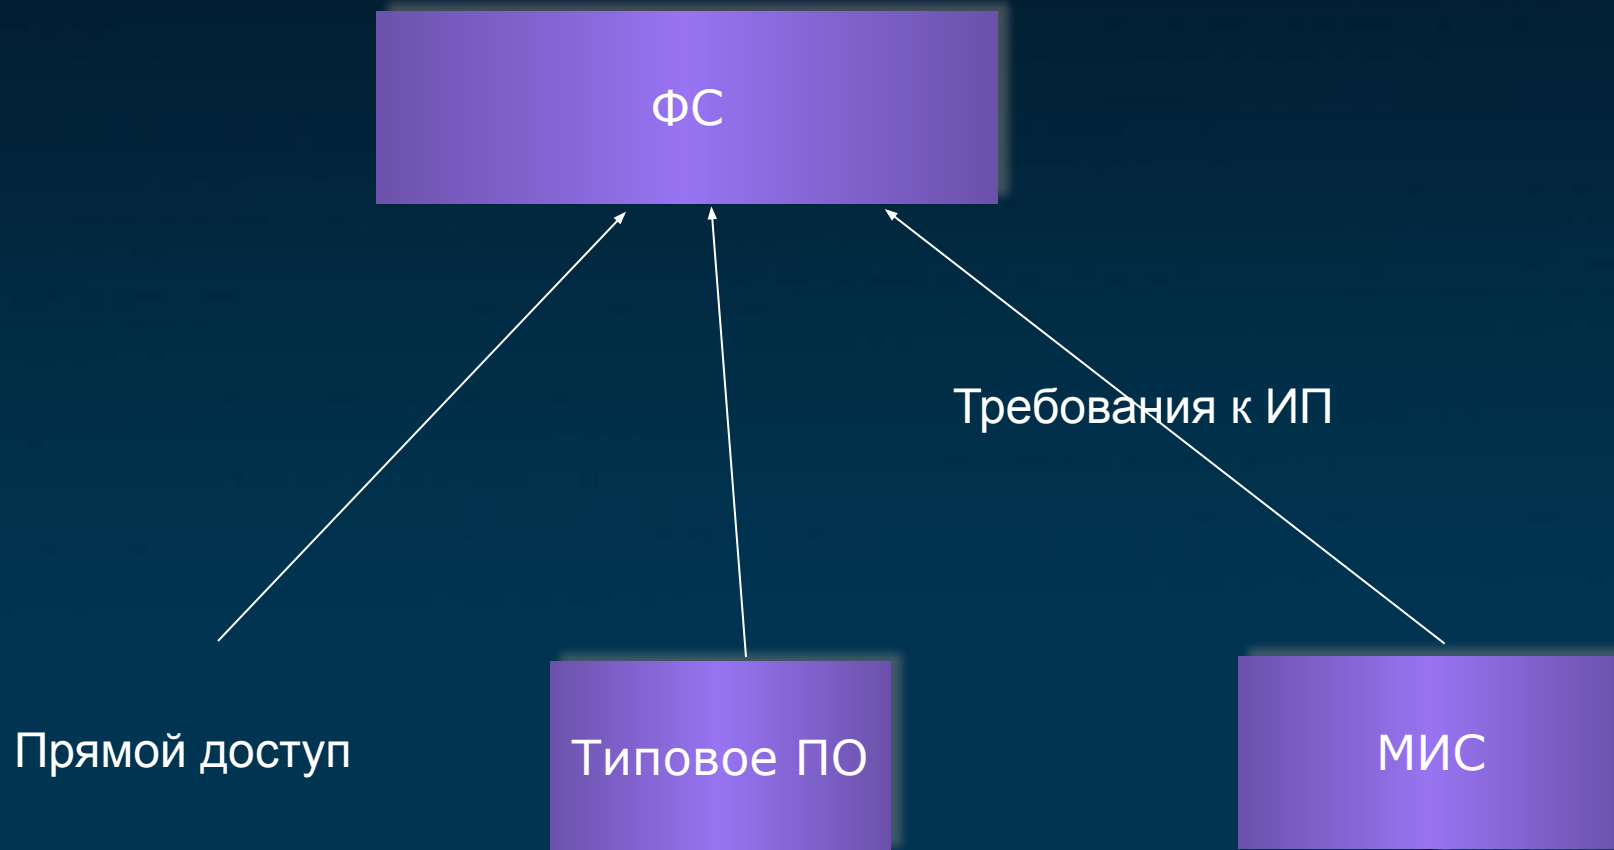 ФС
Требования к ИП
Прямой доступ
Типовое ПО
МИС